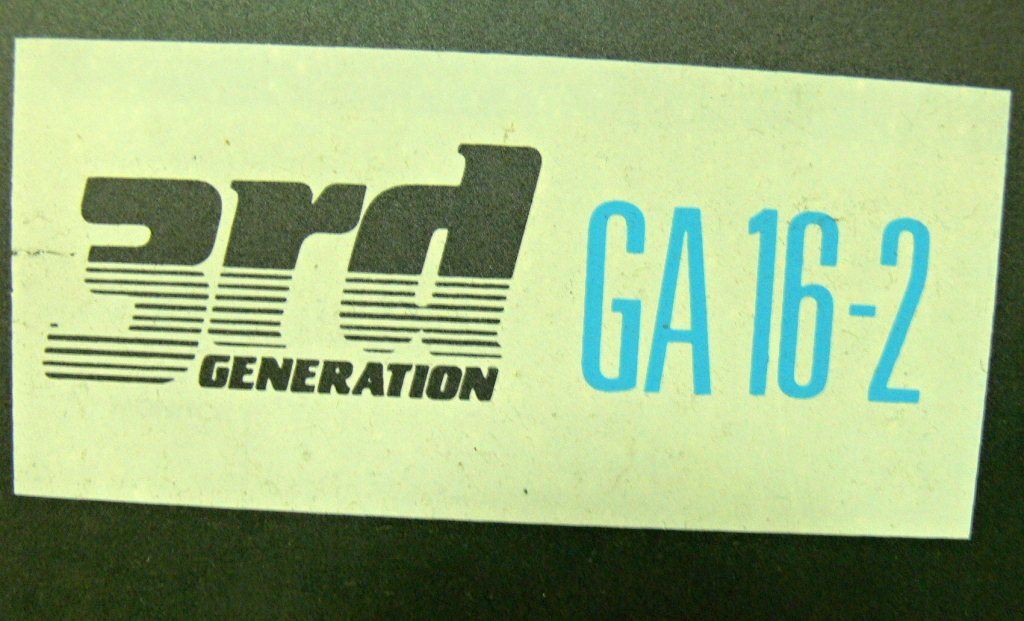 3rd
GENERATION
GA 16-2